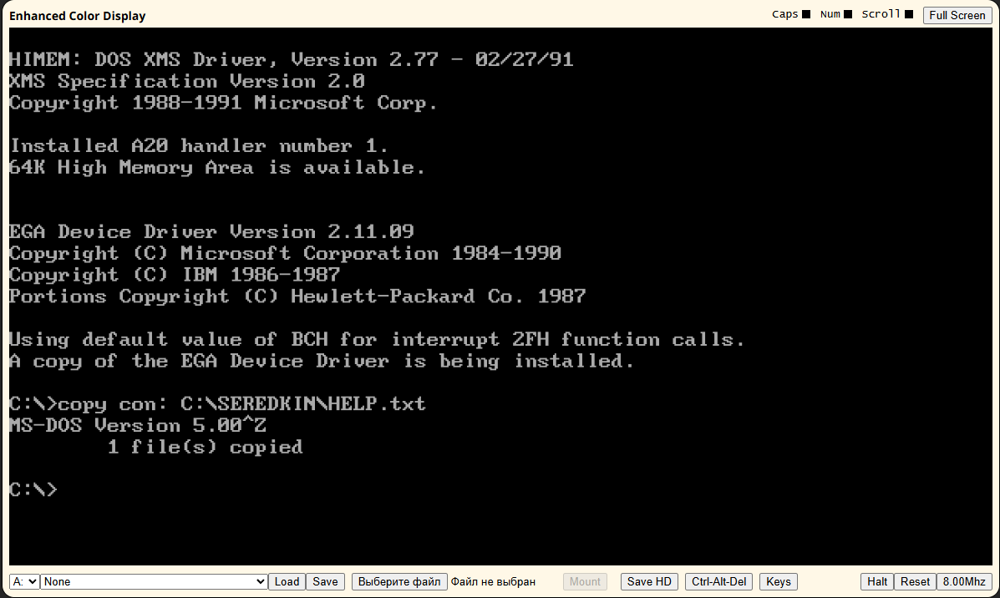 Enhanced Color Display
Caps Num Scroll Full Screen
HIMEM: DOS XMS Driver, Version 2.77 - 02/27/91
XMS Specification Version 2.0
Copyright 1988-1991 Microsoft Corp.
Installed A20 handler number 1.
64K High Memory Area is available.
EGA Device Driver Version 2.11.09
Copyright (C) Microsoft Corporation 1984-1990
Copyright (C) IBM 1986-1987
Portions Copyright (C) Hewlett-Packard Co. 1987
Using default value of BCH for interrupt 2FH function calls.
A copy of the EGA Device Driver is being installed.
C:\>copy con: C:\SEREDKIN\HELP.txt
MS-DOS Version 5.00^Z
1 file(s) copied
C:\>
A: None Load Save Выберите файл Файл не выбран Mount Save HD Ctrl-Alt-Del Keys Halt Reset 8.00Mhz